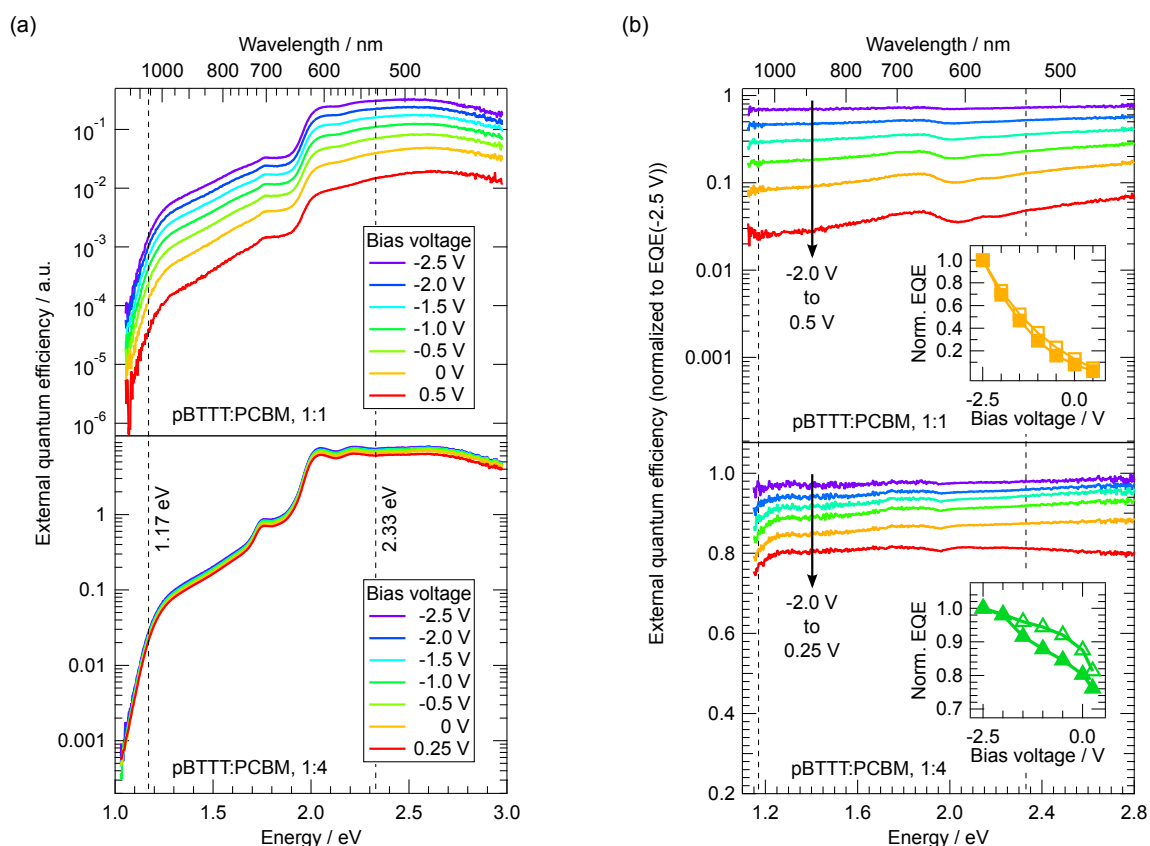 (a)
Wavelength / nm
1000 800 700 600 500
External quantum efficiency / a.u.
10-1
10-2
10-3
10-4
10-5
10-6
Bias voltage
-2.5 V
-2.0 V
-1.5 V
-1.0 V
-0.5 V
0 V
0.5 V
pBTTT:PCBM, 1:1
1
0.1
0.01
0.001
1.17 eV
2.33 eV
Bias voltage
-2.5 V
-2.0 V
-1.5 V
-1.0 V
-0.5 V
0 V
0.25 V
pBTTT:PCBM, 1:4
1.0 1.5 2.0 2.5 3.0
Energy / eV
(b)
Wavelength / nm
1000 800 700 600 500
External quantum efficiency (normalized to EQE(-2.5 V))
1
0.1
0.01
0.001
-2.0 V
to
0.5 V
Norm. EQE
1.0
0.8
0.6
0.4
0.2
-2.5 0.0
Bias voltage / V
pBTTT:PCBM, 1:1
1.0
0.8
0.6
0.4
0.2
-2.0 V
to
0.25 V
Norm. EQE
1.0
0.9
0.8
0.7
-2.5 0.0
Bias voltage / V
pBTTT:PCBM, 1:4
1.2 1.6 2.0 2.4 2.8
Energy / eV